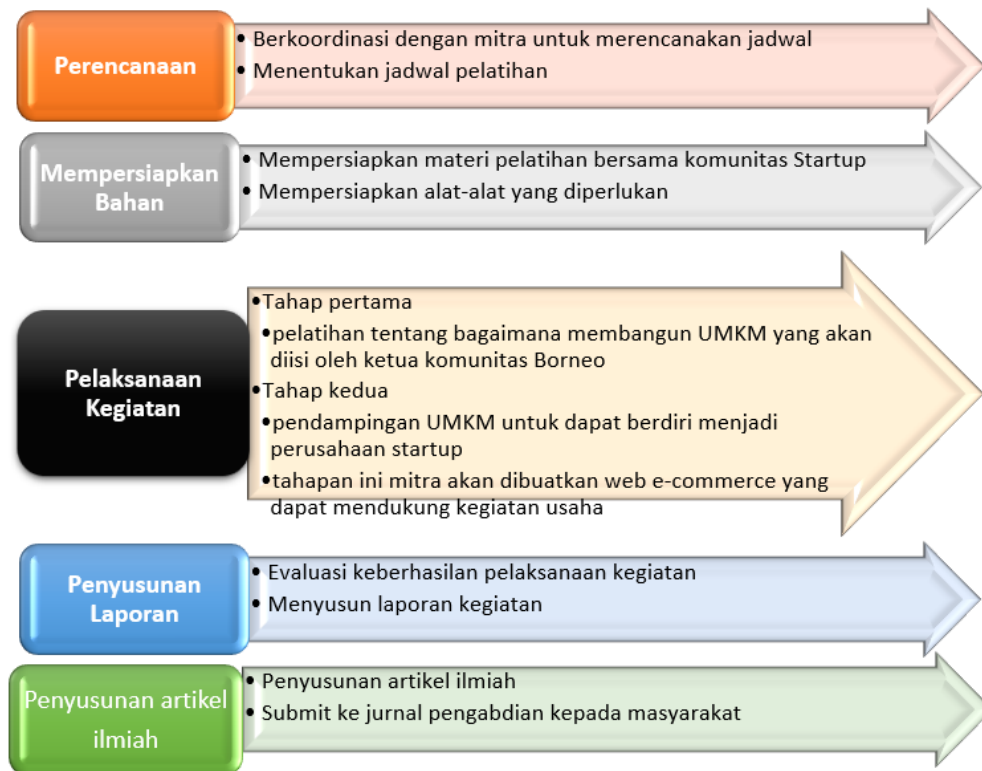 Perencanaan
• Berkoordinasi dengan mitra untuk merencanakan jadwal
• Menentukan jadwal pelatihan
Mempersiapkan
Bahan
• Mempersiapkan materi pelatihan bersama komunitas Startup
• Mempersiapkan alat-alat yang diperlukan
Pelaksanaan
Kegiatan
•Tahap pertama
•pelatihan tentang bagaimana membangun UMKM yang akan
diisi oleh ketua komunitas Borneo
•Tahap kedua
•pendampingan UMKM untuk dapat berdiri menjadi
perusahaan startup
•tahapan ini mitra akan dibuatkan web e-commerce yang
dapat mendukung kegiatan usaha
Penyusunan
Laporan
• Evaluasi keberhasilan pelaksanaan kegiatan
• Menyusun laporan kegiatan
Penyusunan artikel
ilmiah
• Penyusunan artikel ilmiah
• Submit ke jurnal pengabdian kepada masyarakat